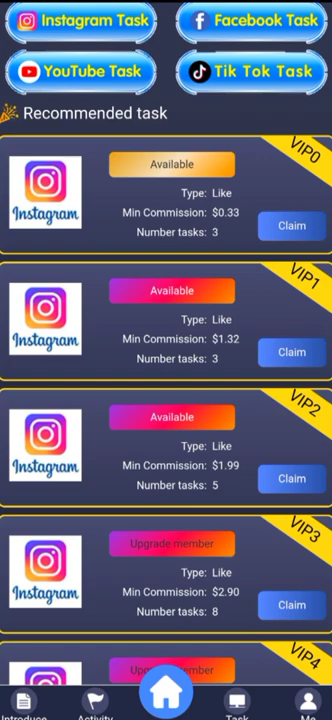 Instagram Task
Facebook Task
YouTube Task
Tik Tok Task
Recommended task
VIP0
Available
Instagram
Type: Like
Min Commission: $0.33
Number tasks: 3
Claim
VIP1
Available
Instagram
Type: Like
Min Commission: $1.32
Number tasks: 3
Claim
VIP2
Available
Instagram
Type: Like
Min Commission: $1.99
Number tasks: 5
Claim
VIP3
Upgrade member
Instagram
Type: Like
Min Commission: $2.90
Number tasks: 8
Claim
VIP4
Upgrade member
Introduce
Activity
Task
Me